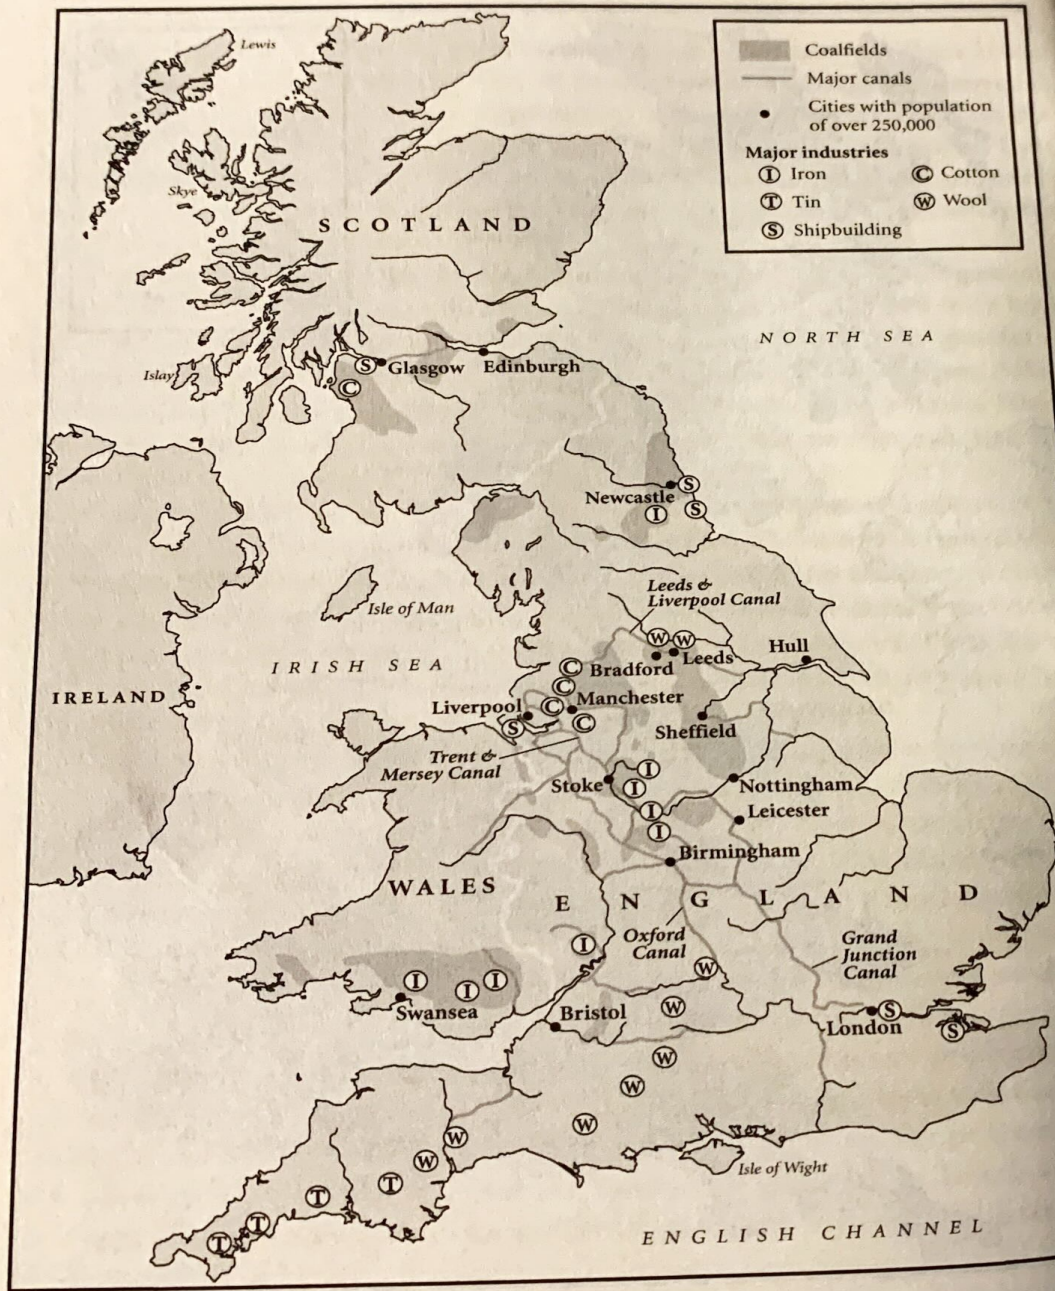 Lewis
Coalfields
Major canals
Cities with population
of over 250,000
Major industries
I Iron
C Cotton
T Tin
W Wool
S Shipbuilding
Skye
SCOTLAND
NORTH SEA
Islay
S
Glasgow
Edinburgh
C
S
Newcastle
I
S
Leeds &
Liverpool Canal
Isle of Man
W
W
Hull
IRISH SEA
C
Bradford
Leeds
C
IRELAND
Liverpool
C
Manchester
S
C
Sheffield
Trent &
Mersey Canal
I
Stoke
I
Nottingham
I
Leicester
I
Birmingham
WALES
ENGLAND
I
Oxford
Canal
Grand
Junction
Canal
W
I
I
I
Swansea
W
Bristol
S
London
S
W
W
W
W
W
Isle of Wight
T
T
T
T
ENGLISH CHANNEL